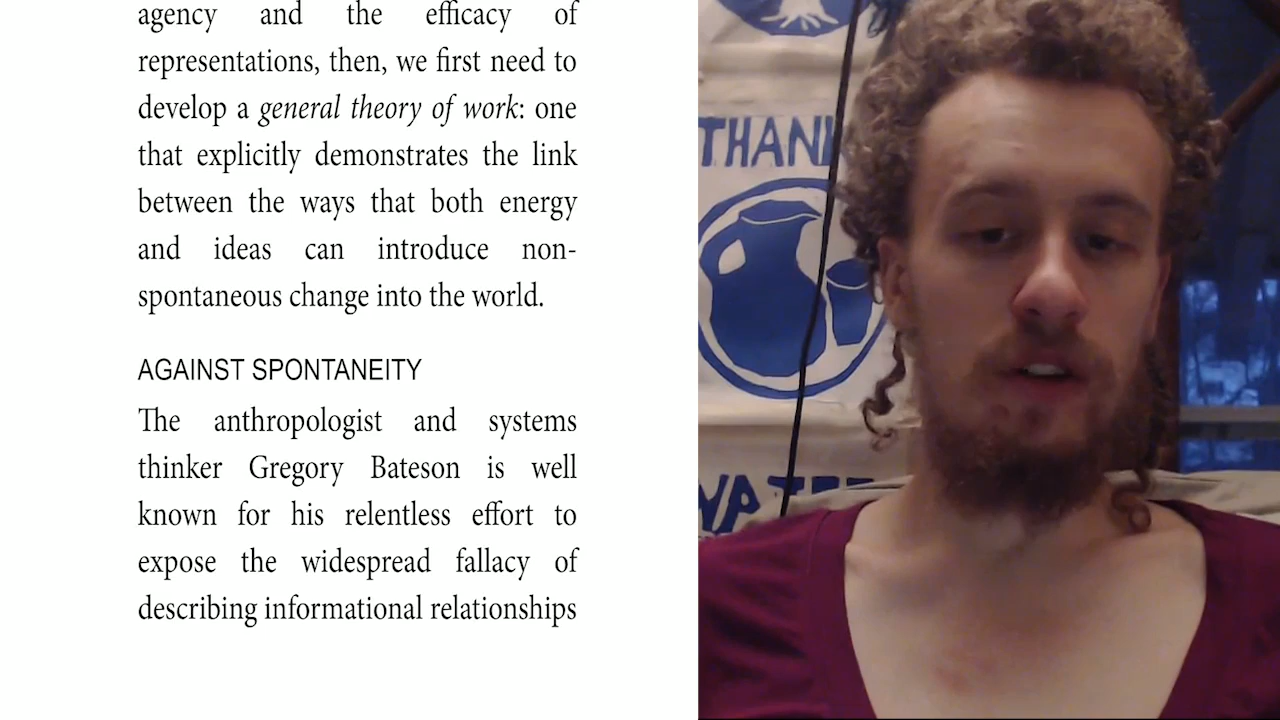 agency and the efficacy of
representations, then, we first need to
develop a general theory of work: one
that explicitly demonstrates the link
between the ways that both energy
and ideas can introduce non-
spontaneous change into the world.
AGAINST SPONTANEITY
The anthropologist and systems
thinker Gregory Bateson is well
known for his relentless effort to
expose the widespread fallacy of
describing informational relationships
THAN
WATE